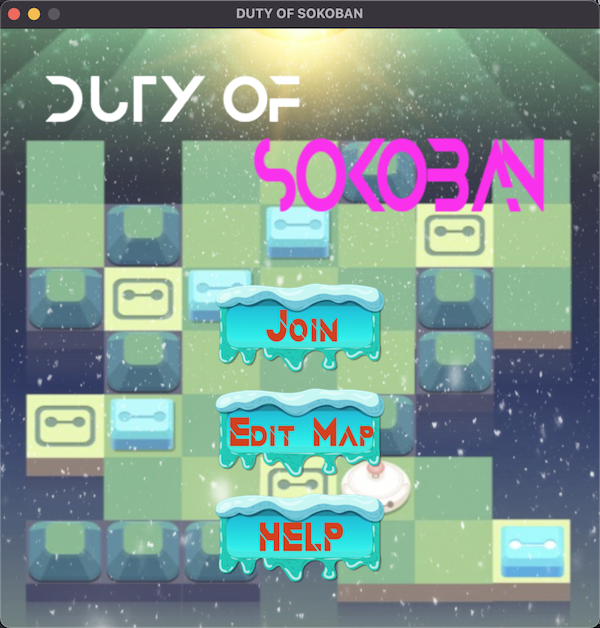 DUTY OF SOKOBAN
DUTY OF
SOKOBAN
Join
Edit Map
HELP